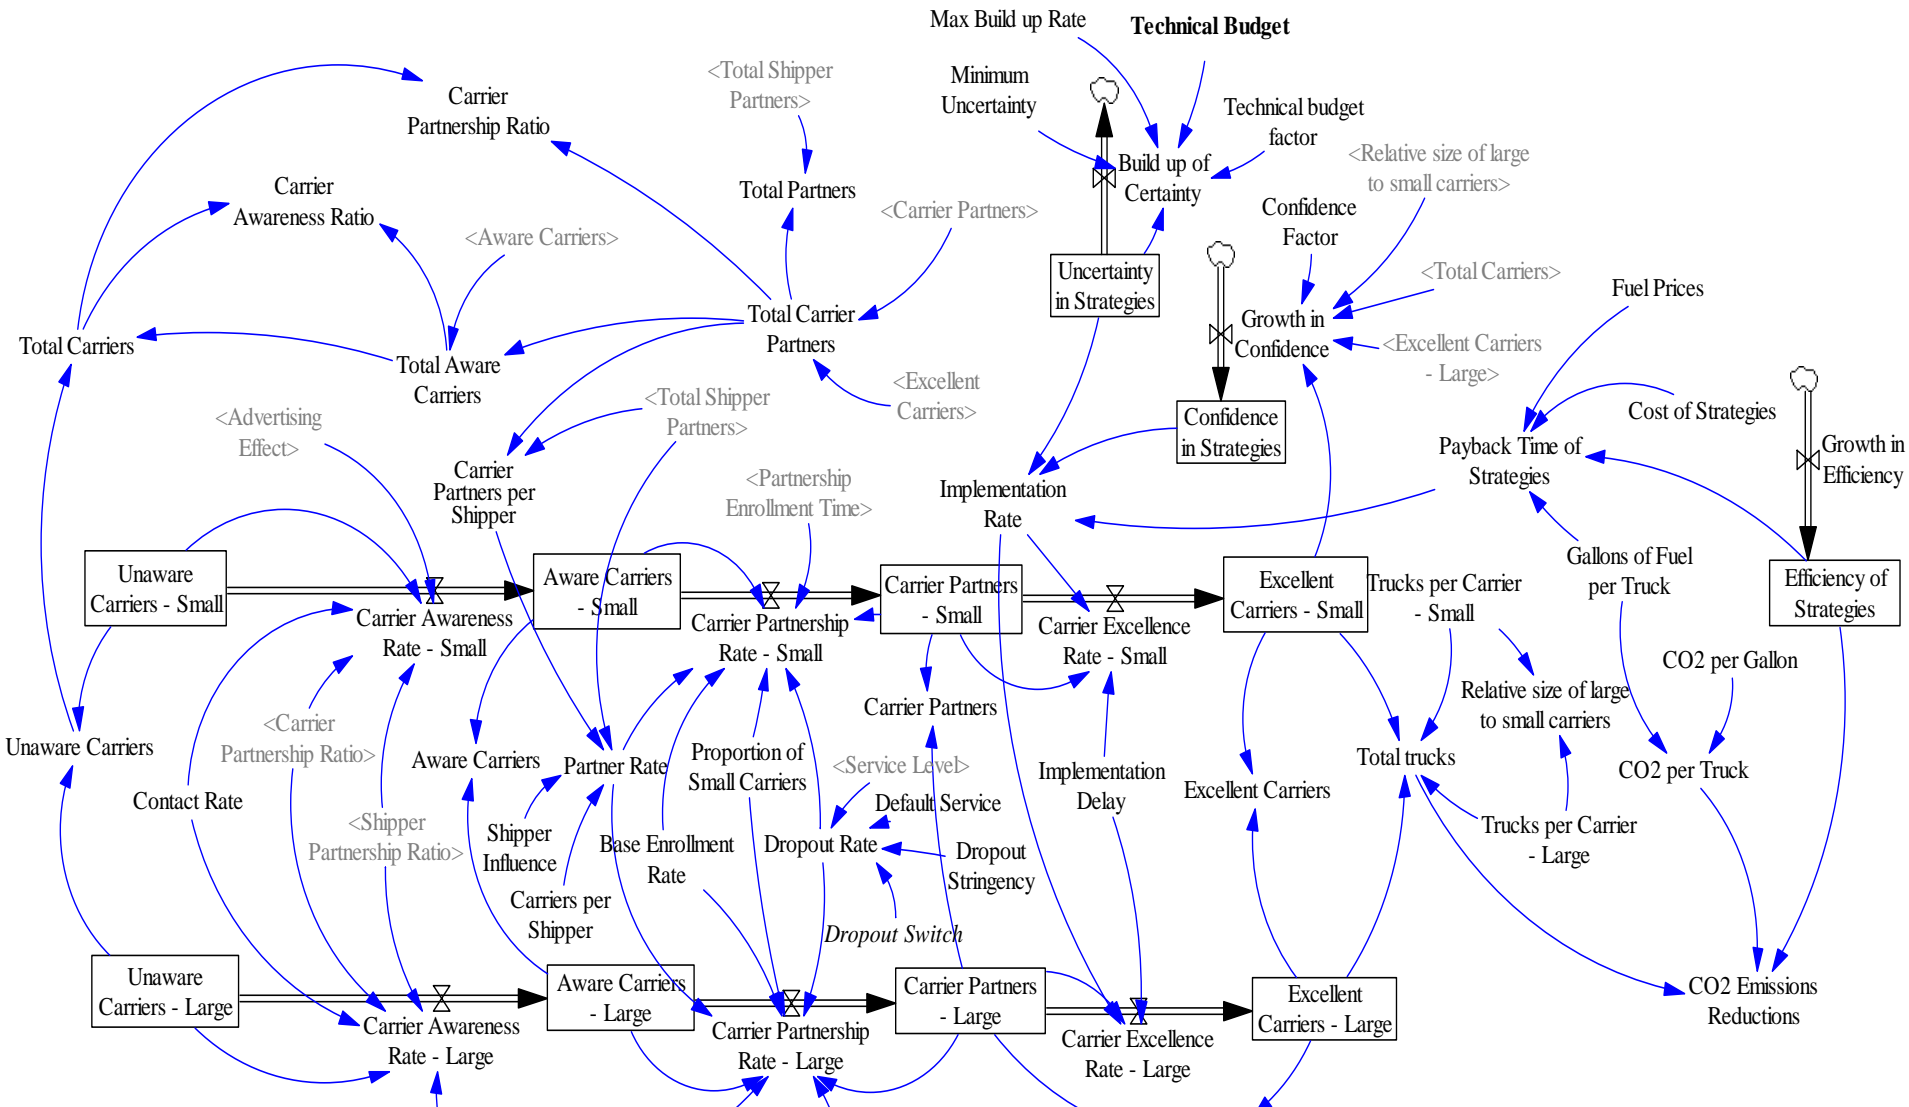 Max Build up Rate
Technical Budget
<Total Shipper
Partners>
Minimum
Uncertainty
Carrier
Partnership Ratio
Technical budget
factor
<Relative size of large
to small carriers>
Build up of
Certainty
Total Partners
Carrier
Awareness Ratio
<Carrier Partners>
Confidence
Factor
<Aware Carriers>
Uncertainty
in Strategies
<Total Carriers>
Fuel Prices
Total Carrier
Partners
Growth in
Confidence
Total Carriers
<Excellent Carriers
- Large>
Total Aware
Carriers
<Excellent
Carriers>
<Total Shipper
Partners>
Cost of Strategies
<Advertising
Effect>
Confidence
in Strategies
Payback Time of
Strategies
Growth in
Efficiency
Carrier
Partners per
Shipper
<Partnership
Enrollment Time>
Implementation
Rate
Gallons of Fuel
per Truck
Unaware
Carriers - Small
Aware Carriers
- Small
Carrier Partners
- Small
Excellent
Carriers - Small
Trucks per Carrier
- Small
Efficiency of
Strategies
Carrier Awareness
Rate - Small
Carrier Partnership
Rate - Small
Carrier Excellence
Rate - Small
CO2 per Gallon
Relative size of large
to small carriers
Carrier Partners
<Carrier
Partnership Ratio>
Unaware Carriers
Aware Carriers
Partner Rate
Proportion of
Small Carriers
<Service Level>
Implementation
Delay
Total trucks
CO2 per Truck
Excellent Carriers
Contact Rate
Default Service
<Shipper
Partnership Ratio>
Shipper
Influence
Base Enrollment
Rate
Dropout Rate
Dropout
Stringency
Trucks per Carrier
- Large
Carriers per
Shipper
Dropout Switch
Unaware
Carriers - Large
Aware Carriers
- Large
Carrier Partners
- Large
Excellent
Carriers - Large
CO2 Emissions
Reductions
Carrier Awareness
Rate - Large
Carrier Partnership
Rate - Large
Carrier Excellence
Rate - Large